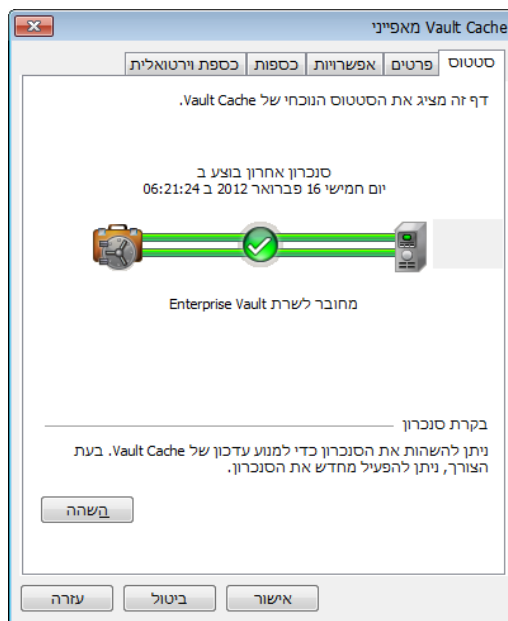 מאפייני Vault Cache
סטטוס
פרטים
אפשרויות
כספות
כספת וירטואלית
דף זה מציג את הסטטוס הנוכחי של Vault Cache.
סנכרון אחרון בוצע ב
יום חמישי 16 פברואר 2012 ב 06:21:24
מחובר לשרת Enterprise Vault
בקרת סנכרון
ניתן להשהות את הסנכרון כדי למנוע עדכון של Vault Cache. בעת
הצורך, ניתן להפעיל מחדש את הסנכרון.
השהה
אישור
ביטול
עזרה